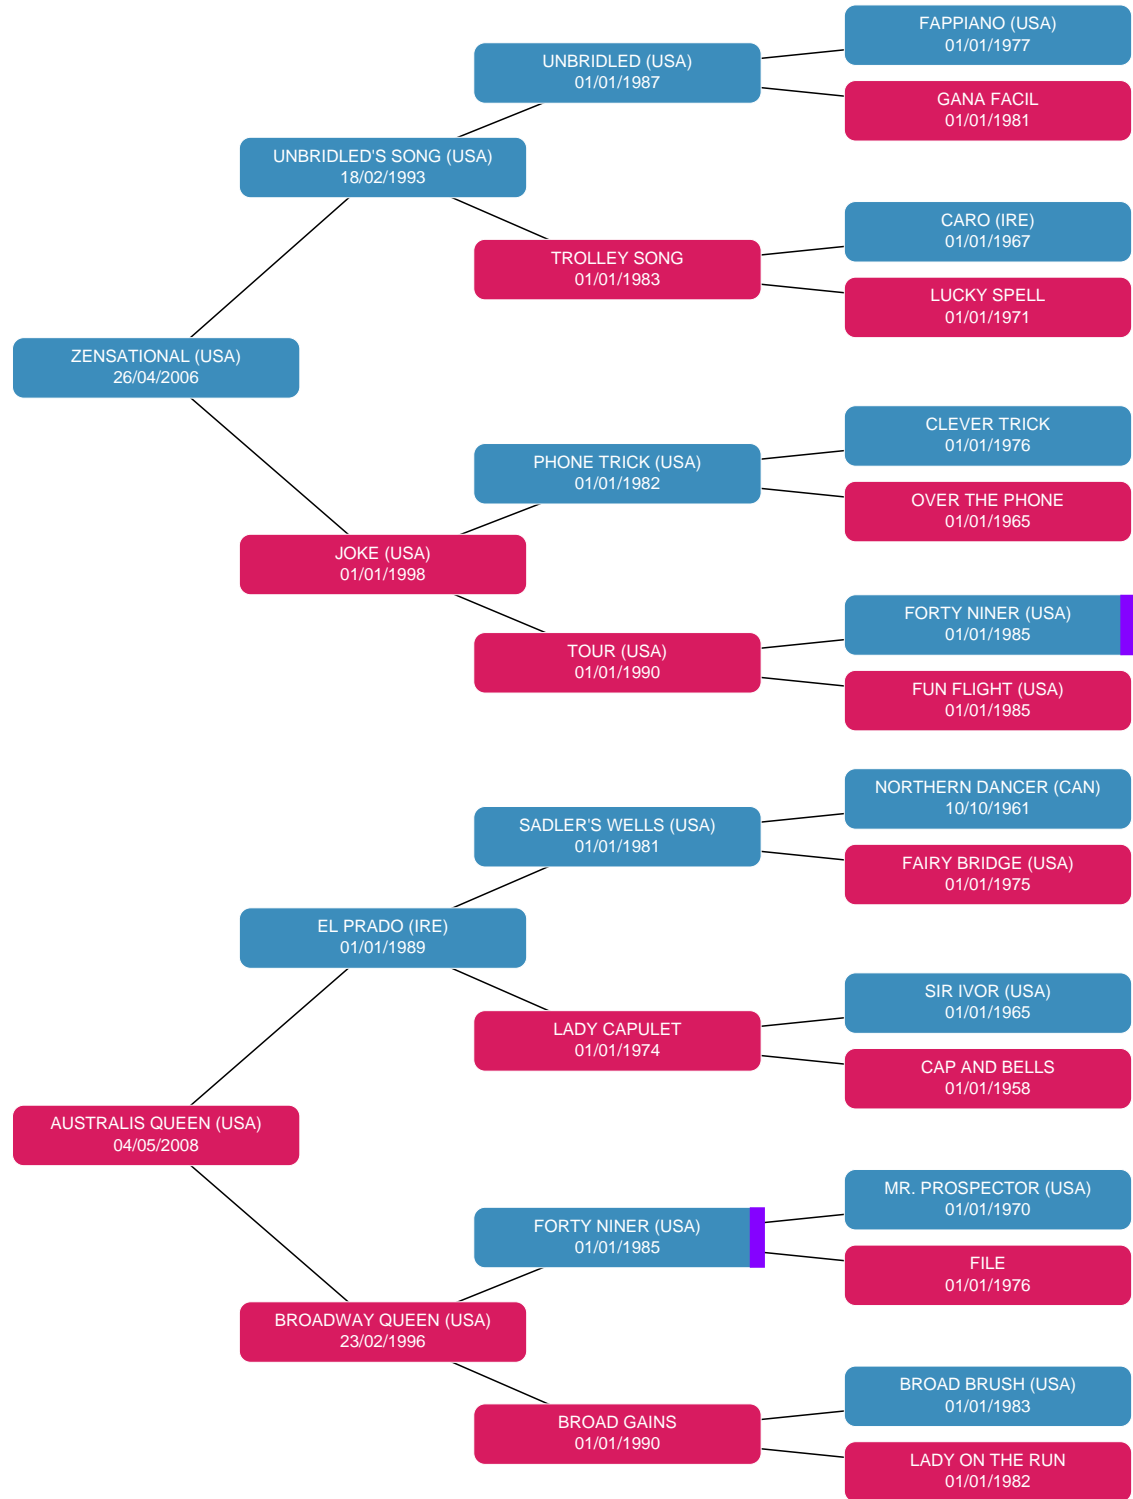 FAPPIANO (USA)
01/01/1977
UNBRIDLED (USA)
01/01/1987
GANA FACIL
01/01/1981
UNBRIDLED'S SONG (USA)
18/02/1993
CARO (IRE)
01/01/1967
TROLLEY SONG
01/01/1983
LUCKY SPELL
01/01/1971
ZENSATIONAL (USA)
26/04/2006
CLEVER TRICK
01/01/1976
PHONE TRICK (USA)
01/01/1982
OVER THE PHONE
01/01/1965
JOKE (USA)
01/01/1998
FORTY NINER (USA)
01/01/1985
TOUR (USA)
01/01/1990
FUN FLIGHT (USA)
01/01/1985
NORTHERN DANCER (CAN)
10/10/1961
SADLER'S WELLS (USA)
01/01/1981
FAIRY BRIDGE (USA)
01/01/1975
EL PRADO (IRE)
01/01/1989
SIR IVOR (USA)
01/01/1965
LADY CAPULET
01/01/1974
CAP AND BELLS
01/01/1958
AUSTRALIS QUEEN (USA)
04/05/2008
MR. PROSPECTOR (USA)
01/01/1970
FORTY NINER (USA)
01/01/1985
FILE
01/01/1976
BROADWAY QUEEN (USA)
23/02/1996
BROAD BRUSH (USA)
01/01/1983
BROAD GAINS
01/01/1990
LADY ON THE RUN
01/01/1982